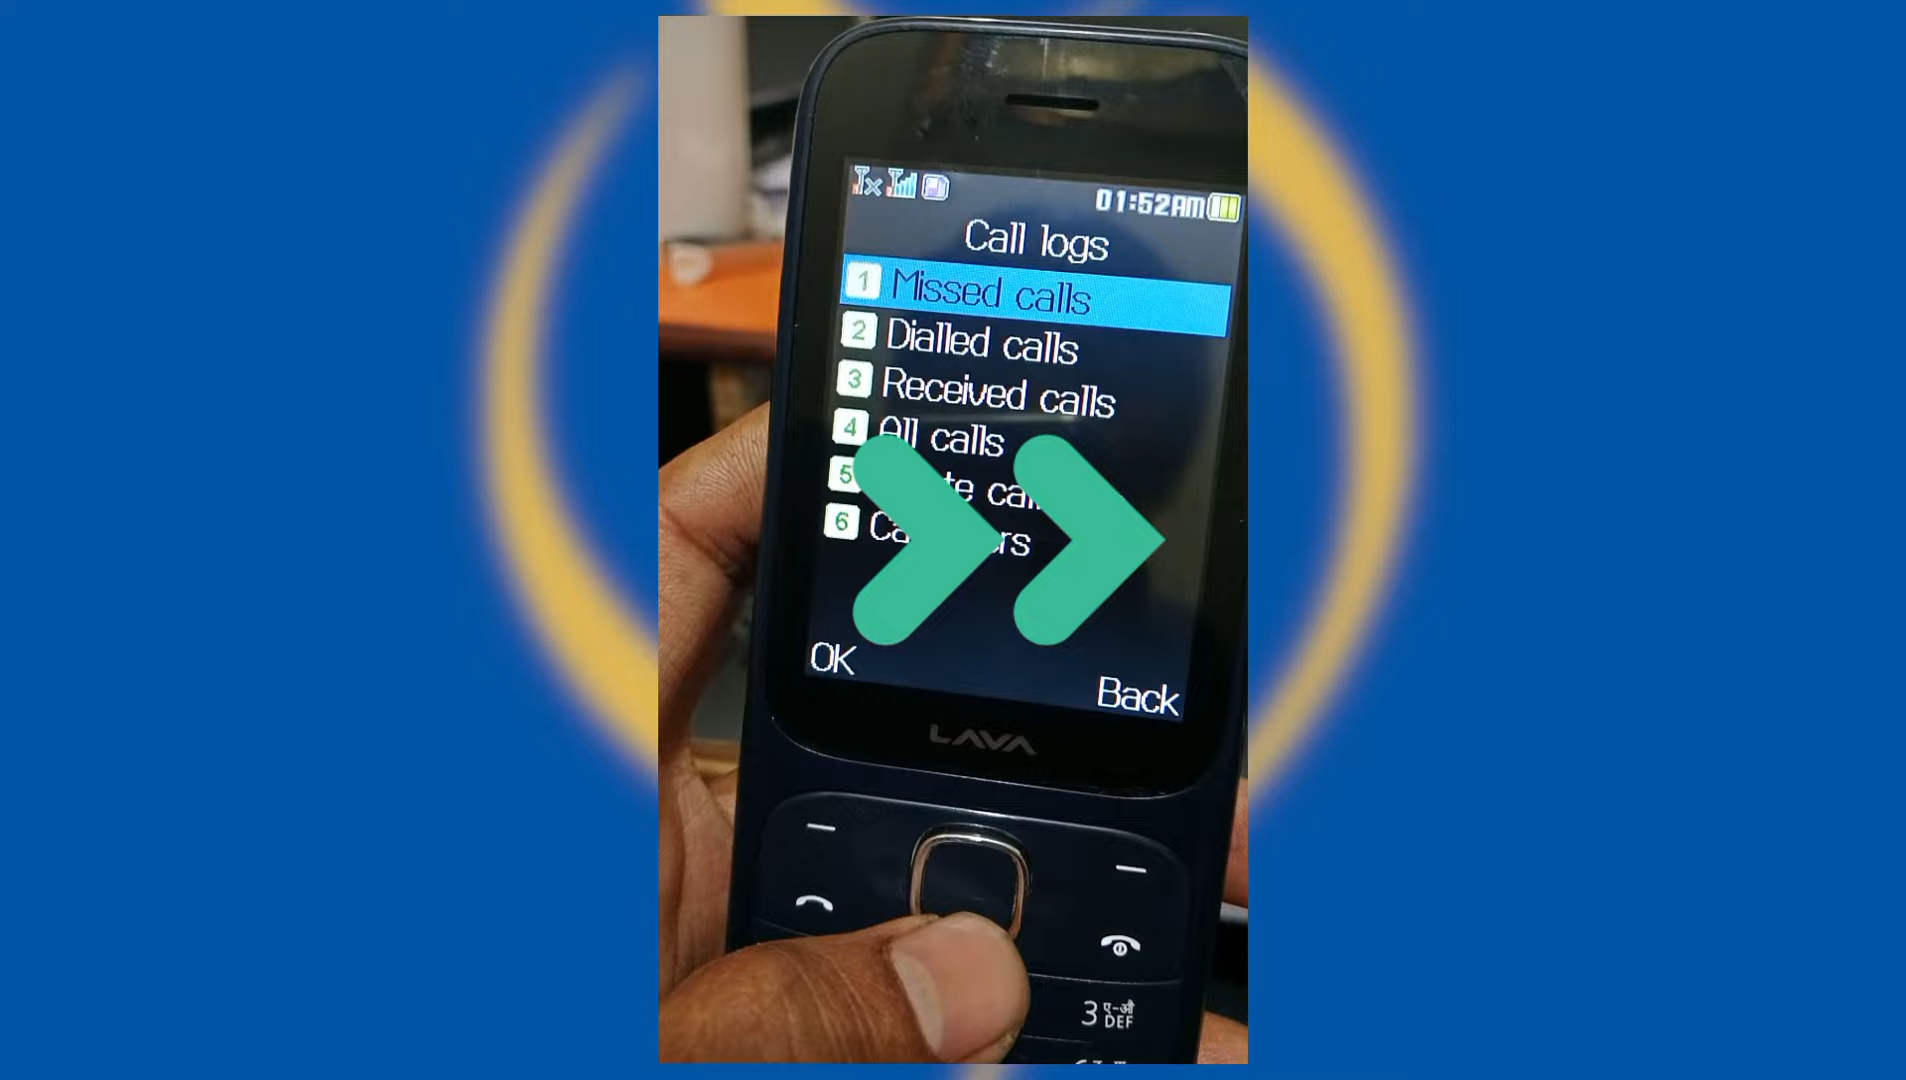 01:52AM
Call logs
1 Missed calls
2 Dialled calls
3 Received calls
4 All calls
5
6
OK
Back
LAVA
3 ए-औ
DEF